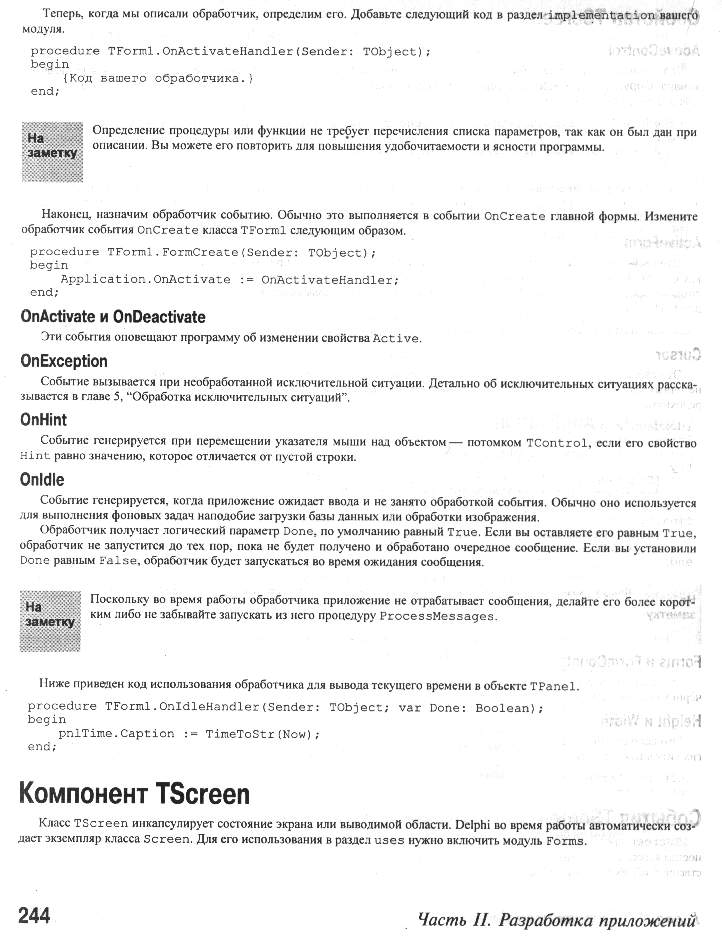 Теперь, когда мы описали обработчик, определим его. Добавьте следующий код в раздел implementation вашего
модуля.
procedure TForm1.OnActivateHandler(Sender: TObject);
begin
{Код вашего обработчика.}
end;
На
заметку
Определение процедуры или функции не требует перечисления списка параметров, так как он был дан при
описании. Вы можете его повторить для повышения удобочитаемости и ясности программы.
Наконец, назначим обработчик событию. Обычно это выполняется в событии OnCreate главной формы. Измените
обработчик события OnCreate класса TForm1 следующим образом.
procedure TForm1.FormCreate(Sender: TObject);
begin
Application.OnActivate := OnActivateHandler;
end;
OnActivate и OnDeactivate
Эти события оповещают программу об изменении свойства Active.
OnException
Событие вызывается при необработанной исключительной ситуации. Детально об исключительных ситуациях расска-
зывается в главе 5, “Обработка исключительных ситуаций”.
OnHint
Событие генерируется при перемещении указателя мыши над объектом — потомком TControl, если его свойство
Hint равно значению, которое отличается от пустой строки.
OnIdle
Событие генерируется, когда приложение ожидает ввода и не занято обработкой события. Обычно оно используется
для выполнения фоновых задач наподобие загрузки базы данных или обработки изображения.
Обработчик получает логический параметр Done, по умолчанию равный True. Если вы оставляете его равным True,
обработчик не запустится до тех пор, пока не будет получено и обработано очередное сообщение. Если вы установили
Done равным False, обработчик будет запускаться во время ожидания сообщения.
На
заметку
Поскольку во время работы обработчика приложение не отрабатывает сообщения, делайте его более корот-
ким либо не забывайте запускать из него процедуру ProcessMessages.
Ниже приведен код использования обработчика для вывода текущего времени в объекте TPanel.
procedure TForm1.OnIdleHandler(Sender: TObject; var Done: Boolean);
begin
pnlTime.Caption := TimeToStr(Now);
end;
Компонент TScreen
Класс TScreen инкапсулирует состояние экрана или выводимой области. Delphi во время работы автоматически соз-
дает экземпляр класса Screen. Для его использования в раздел uses нужно включить модуль Forms.
244
Часть II. Разработка приложений